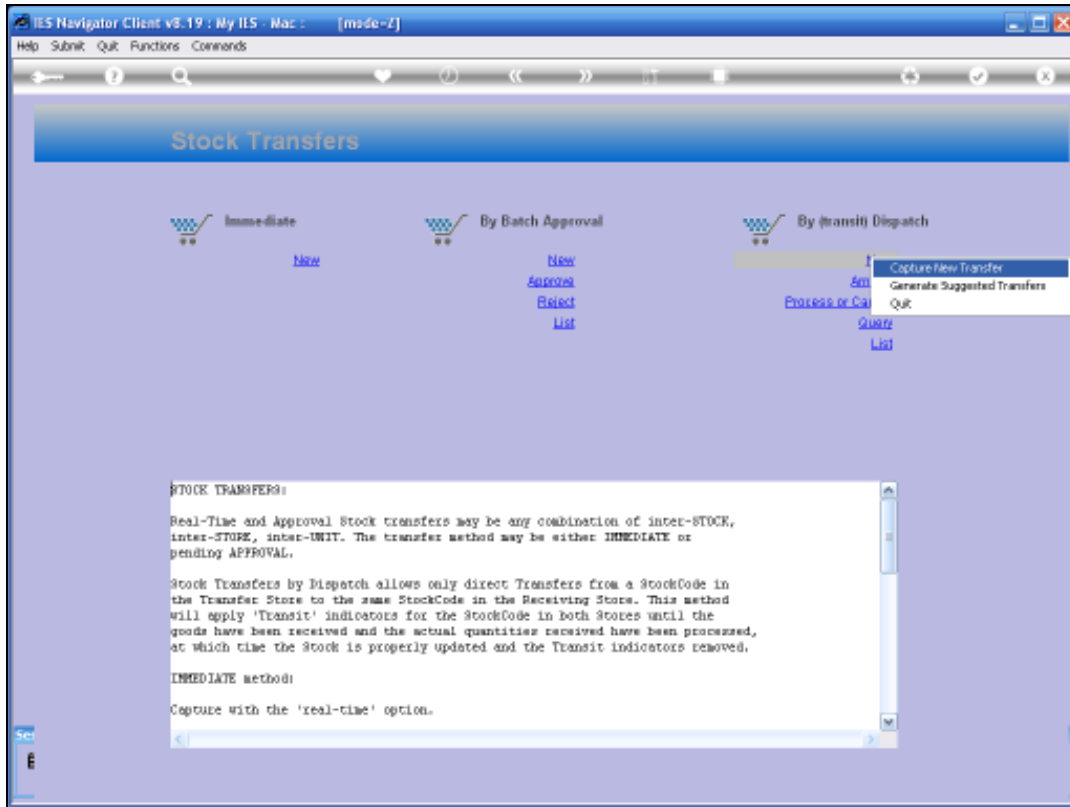 IES Navigator Client v8.19 : My IES - Mac : [mode=Z]
Help Submit Quit Functions Commands
Stock Transfers
Immediate
New
By Batch Approval
New
Approve
Reject
List
By (transit) Dispatch
Capture New Transfer
Generate Suggested Transfers
Quit
Process or Ca
Query
List
STOCK TRANSFERS:
Real-Time and Approval Stock transfers may be any combination of inter-STOCK,
inter-STORE, inter-UNIT. The transfer method may be either IMMEDIATE or
pending APPROVAL.
Stock Transfers by Dispatch allows only direct Transfers from a StockCode in
the Transfer Store to the same StockCode in the Receiving Store. This method
will apply 'Transit' indicators for the StockCode in both Stores until the
goods have been received and the actual quantities received have been processed,
at which time the Stock is properly updated and the Transit indicators removed.
IMMEDIATE method:
Capture with the 'real-time' option.